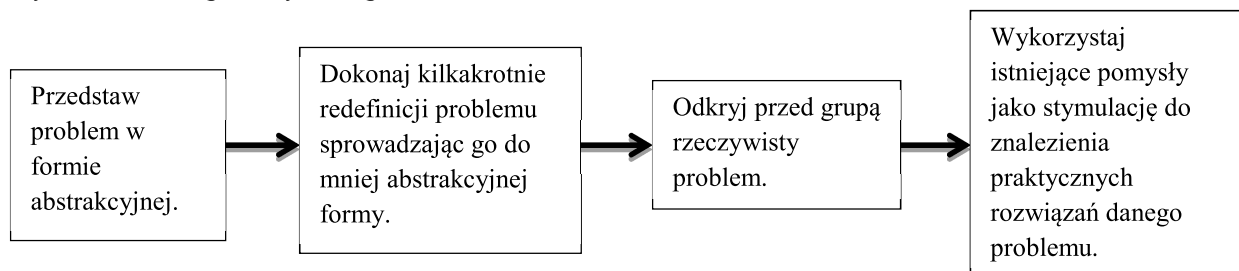 Przedstaw
problem w
formie
abstrakcyjnej.
Dokonaj kilkakrotnie
redefinicji problemu
sprowadzając go do
mniej abstrakcyjnej
formy.
Odkryj przed grupą
rzeczywisty
problem.
Wykorzystaj
istniejące pomysły
jako stymulację do
znalezienia
praktycznych
rozwiązań danego
problemu.